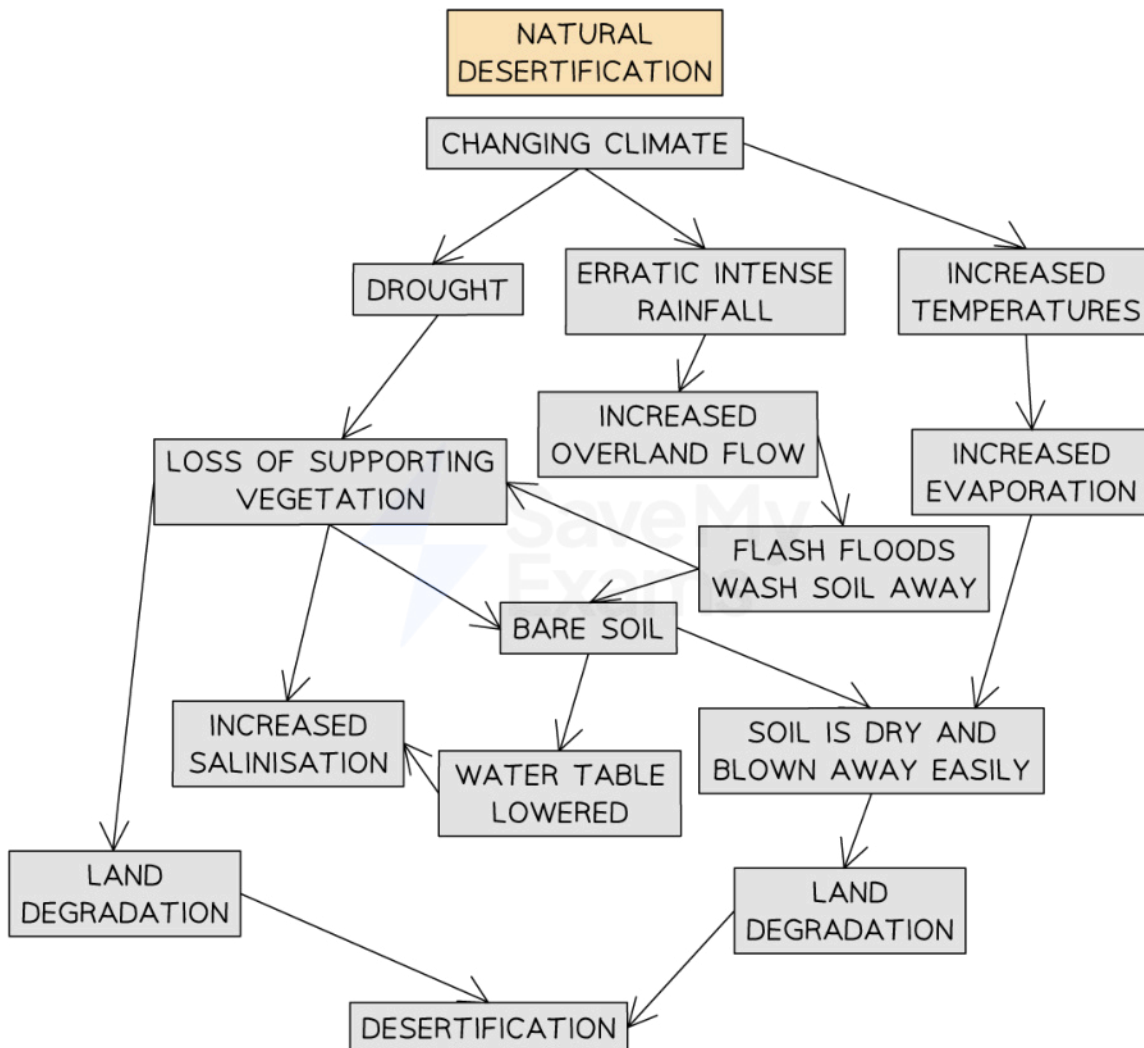 NATURAL
DESERTIFICATION
CHANGING CLIMATE
DROUGHT
ERRATIC INTENSE
RAINFALL
INCREASED
TEMPERATURES
INCREASED
OVERLAND FLOW
LOSS OF SUPPORTING
VEGETATION
INCREASED
EVAPORATION
SaveMy
Exams
FLASH FLOODS
WASH SOIL AWAY
BARE SOIL
INCREASED
SALINISATION
WATER TABLE
LOWERED
SOIL IS DRY AND
BLOWN AWAY EASILY
LAND
DEGRADATION
LAND
DEGRADATION
DESERTIFICATION